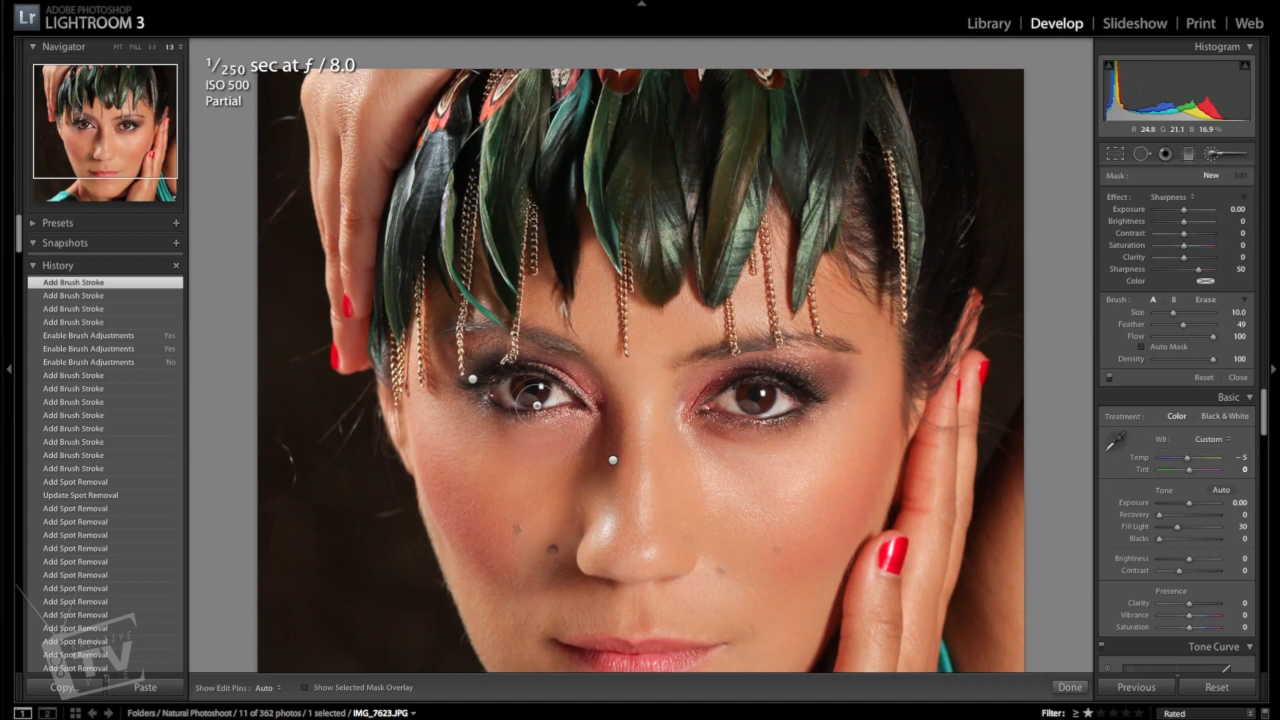 Lr ADOBE PHOTOSHOP
LIGHTROOM 3
Library | Develop | Slideshow | Print | Web
Navigator FIT FILL 1:1 1:3
Presets +
Snapshots +
History ×
Add Brush Stroke
Add Brush Stroke
Add Brush Stroke
Add Brush Stroke
Enable Brush Adjustments Yes
Enable Brush Adjustments Yes
Enable Brush Adjustments No
Add Brush Stroke
Add Brush Stroke
Add Brush Stroke
Add Brush Stroke
Add Brush Stroke
Add Brush Stroke
Add Brush Stroke
Add Brush Stroke
Add Spot Removal
Update Spot Removal
Add Spot Removal
Add Spot Removal
Add Spot Removal
Add Spot Removal
Add Spot Removal
Add Spot Removal
Add Spot Removal
Add Spot Removal
Add Spot Removal
Add Spot Removal
Add Spot Removal
Add Spot Removal
Add Spot Removal
TV
Copy... Paste
1/250 sec at ƒ / 8.0
ISO 500
Partial
Show Edit Pins : Auto Show Selected Mask Overlay Done
Histogram
R 24.8 G 21.1 B 16.9 %
Mask : New Edit
Effect : Sharpness
Exposure 0.00
Brightness 0
Contrast 0
Saturation 0
Clarity 0
Sharpness 50
Color
Brush : A B Erase
Size 10.0
Feather 49
Flow 100
Auto Mask
Density 100
Reset Close
Basic
Treatment : Color Black & White
WB: Custom
Temp – 5
Tint 0
Tone Auto
Exposure 0.00
Recovery 0
Fill Light 30
Blacks 0
Brightness 0
Contrast 0
Presence
Clarity 0
Vibrance 0
Saturation 0
Tone Curve
Previous Reset
1 2 Folders / Natural Photoshoot / 11 of 362 photos / 1 selected / IMG_7623.JPG
Filter : ≥ ★ Rated